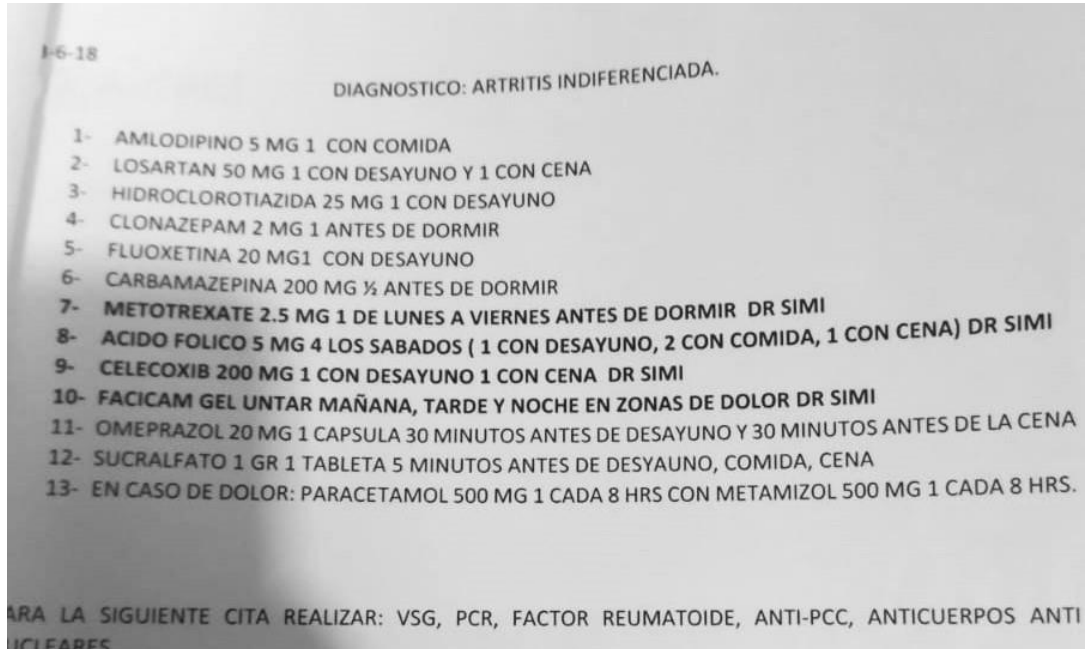 I-6-18
DIAGNOSTICO: ARTRITIS INDIFERENCIADA.
1- AMLODIPINO 5 MG 1 CON COMIDA
2- LOSARTAN 50 MG 1 CON DESAYUNO Y 1 CON CENA
3- HIDROCLOROTIAZIDA 25 MG 1 CON DESAYUNO
4- CLONAZEPAM 2 MG 1 ANTES DE DORMIR
5- FLUOXETINA 20 MG1 CON DESAYUNO
6- CARBAMAZEPINA 200 MG ½ ANTES DE DORMIR
7- METOTREXATE 2.5 MG 1 DE LUNES A VIERNES ANTES DE DORMIR DR SIMI
8- ACIDO FOLICO 5 MG 4 LOS SABADOS ( 1 CON DESAYUNO, 2 CON COMIDA, 1 CON CENA) DR SIMI
9- CELECOXIB 200 MG 1 CON DESAYUNO 1 CON CENA DR SIMI
10- FACICAM GEL UNTAR MAÑANA, TARDE Y NOCHE EN ZONAS DE DOLOR DR SIMI
11- OMEPRAZOL 20 MG 1 CAPSULA 30 MINUTOS ANTES DE DESAYUNO Y 30 MINUTOS ANTES DE LA CENA
12- SUCRALFATO 1 GR 1 TABLETA 5 MINUTOS ANTES DE DESYAUNO, COMIDA, CENA
13- EN CASO DE DOLOR: PARACETAMOL 500 MG 1 CADA 8 HRS CON METAMIZOL 500 MG 1 CADA 8 HRS.
ARA LA SIGUIENTE CITA REALIZAR: VSG, PCR, FACTOR REUMATOIDE, ANTI-PCC, ANTICUERPOS ANTI
UCLEARES